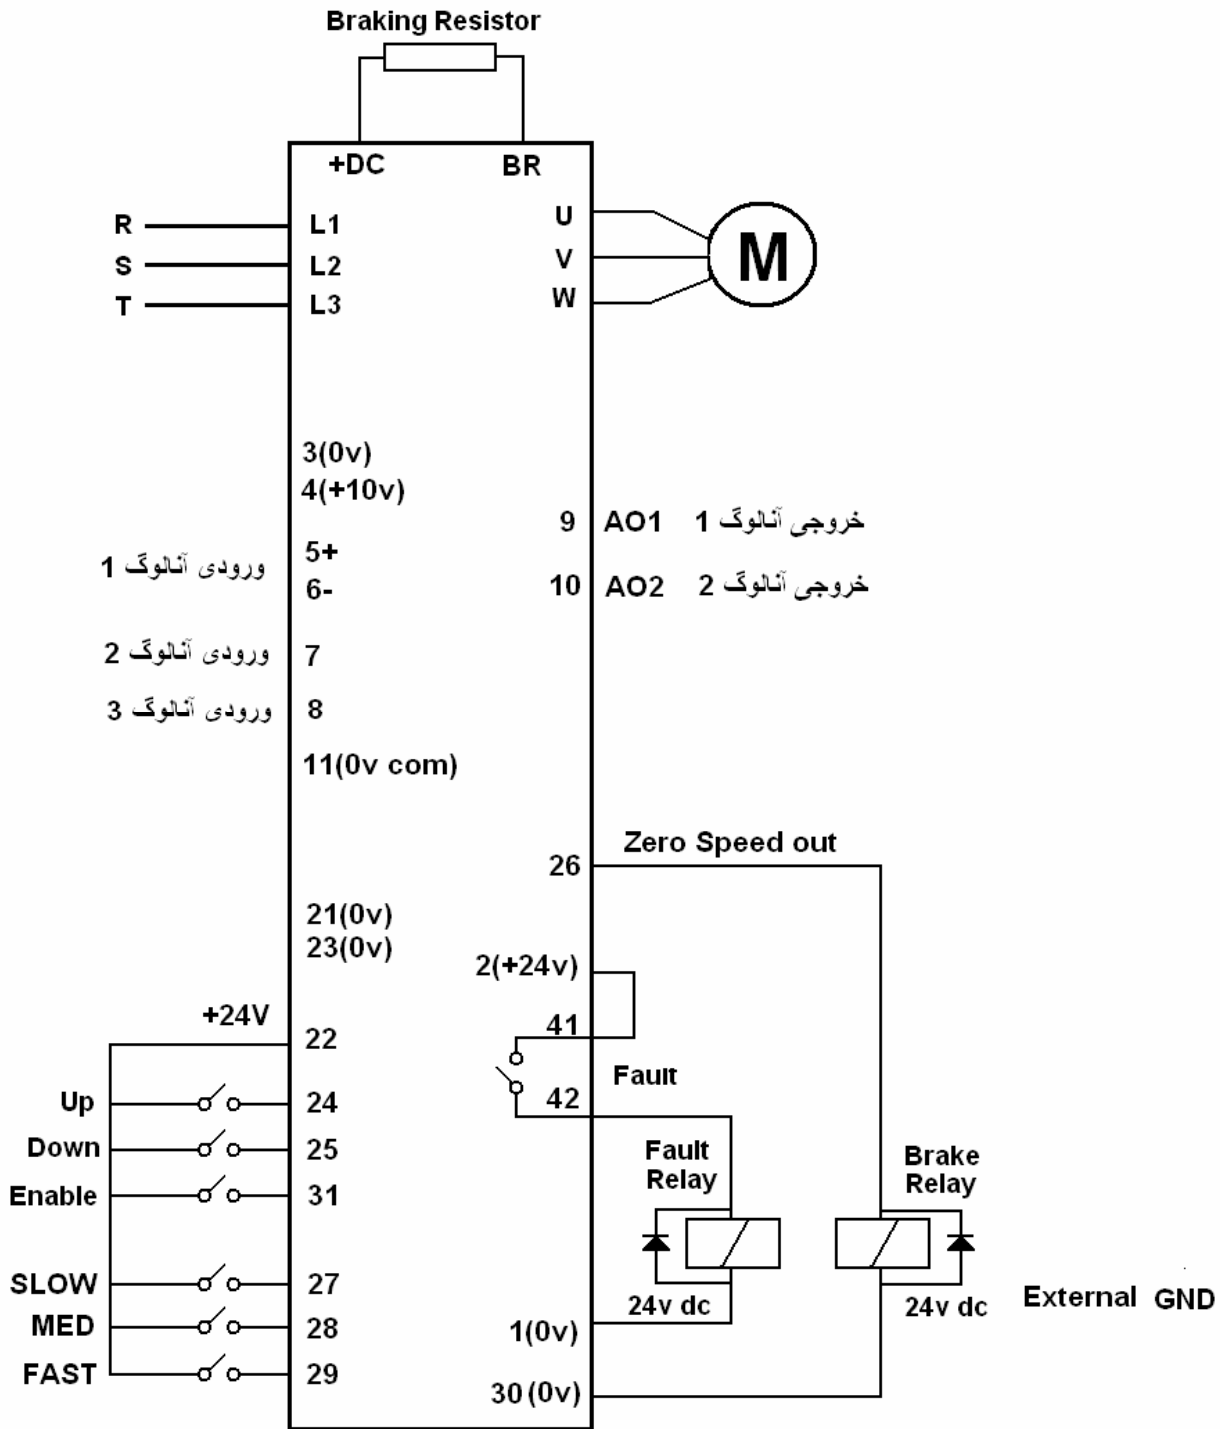 Braking Resistor
+DC BR
R L1 U
S L2 V
T L3 W
M
3(0v)
4(+10v)
9 AO1 خروجی آنالوگ 1
ورودی آنالوگ 1 5+
6-
10 AO2 خروجی آنالوگ 2
ورودی آنالوگ 2 7
ورودی آنالوگ 3 8
11(0v com)
Zero Speed out
26
21(0v)
23(0v)
2(+24v)
+24V
22
41
Fault
42
Up 24
Down 25
Enable 31
Fault
Relay
Brake
Relay
SLOW 27
MED 28
FAST 29
24v dc
24v dc
External GND
1(0v)
30(0v)